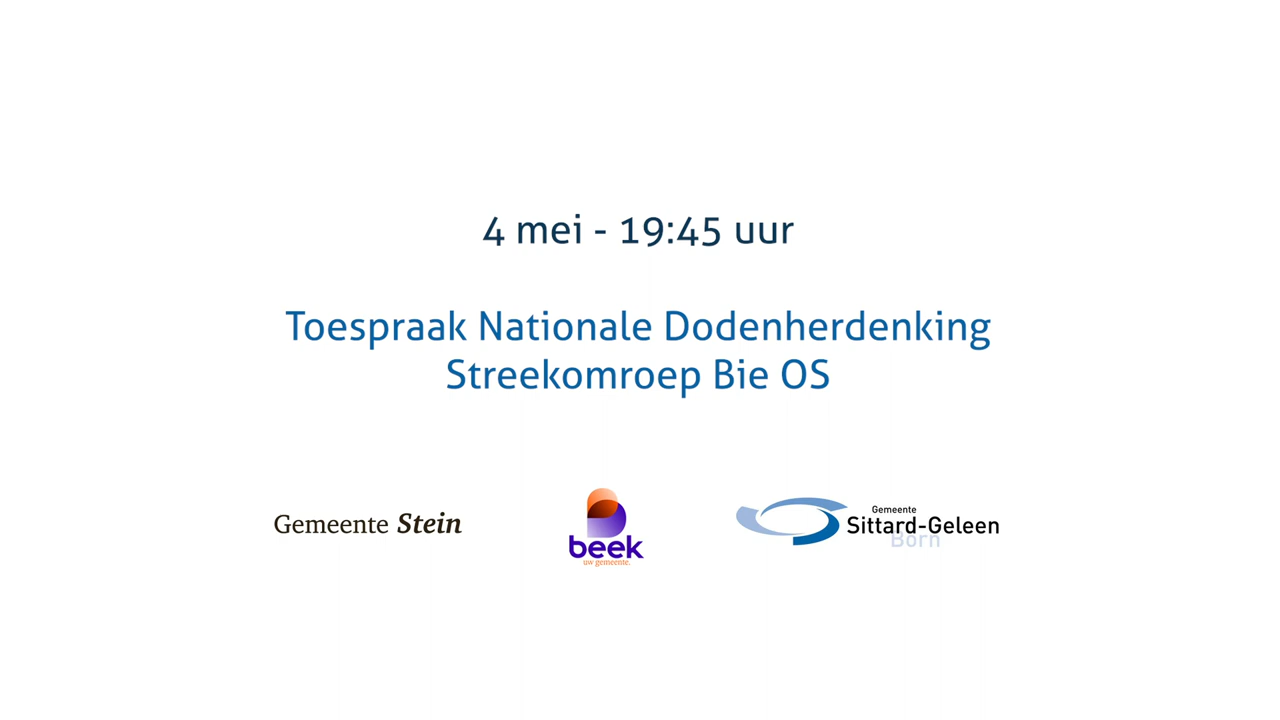 4 mei - 19:45 uur
Toespraak Nationale Dodenherdenking
Streekomroep Bie OS
Gemeente Stein
beek
uw gemeente.
Gemeente
Sittard-Geleen
Born